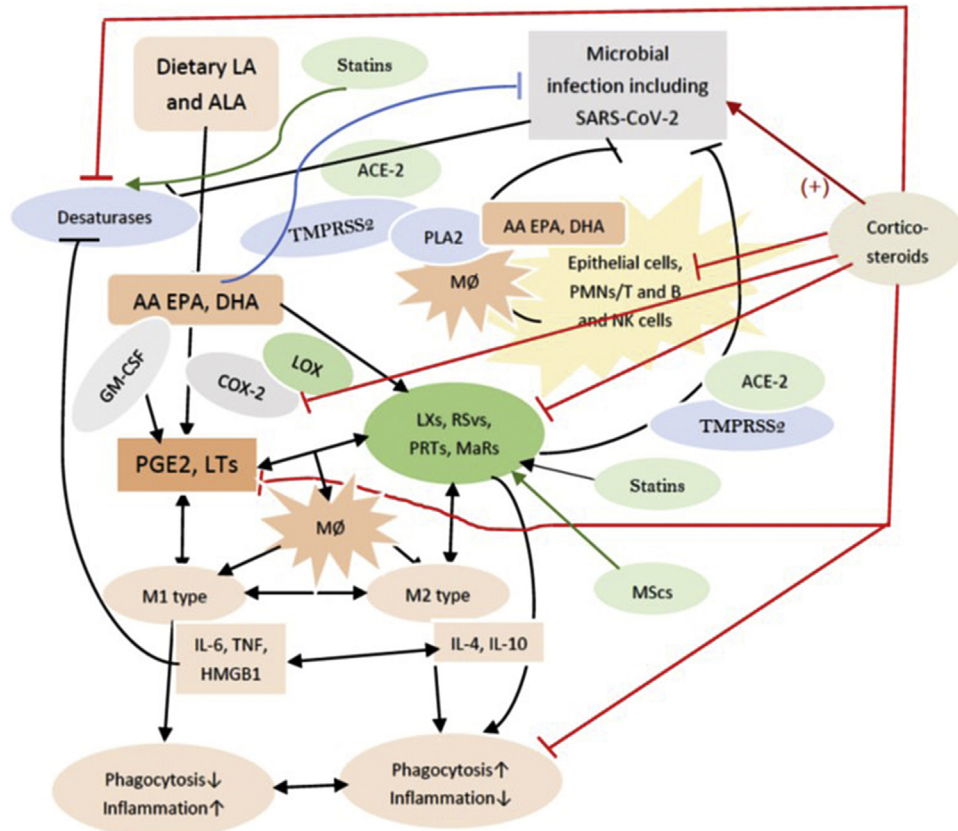 Dietary LA
and ALA
Statins
Microbial
infection including
SARS-CoV-2
ACE-2
Desaturases
TMPRSS2
PLA2
AA EPA, DHA
MØ
Epithelial cells,
PMNs/T and B
and NK cells
(+)
Cortico-
steroids
AA EPA, DHA
GM-CSF
COX-2
LOX
LXs, RSvs,
PRTs, MaRs
ACE-2
TMPRSS2
PGE2, LTs
Statins
MØ
MScs
M1 type
M2 type
IL-6, TNF,
HMGB1
IL-4, IL-10
Phagocytosis↓
Inflammation↑
Phagocytosis↑
Inflammation↓